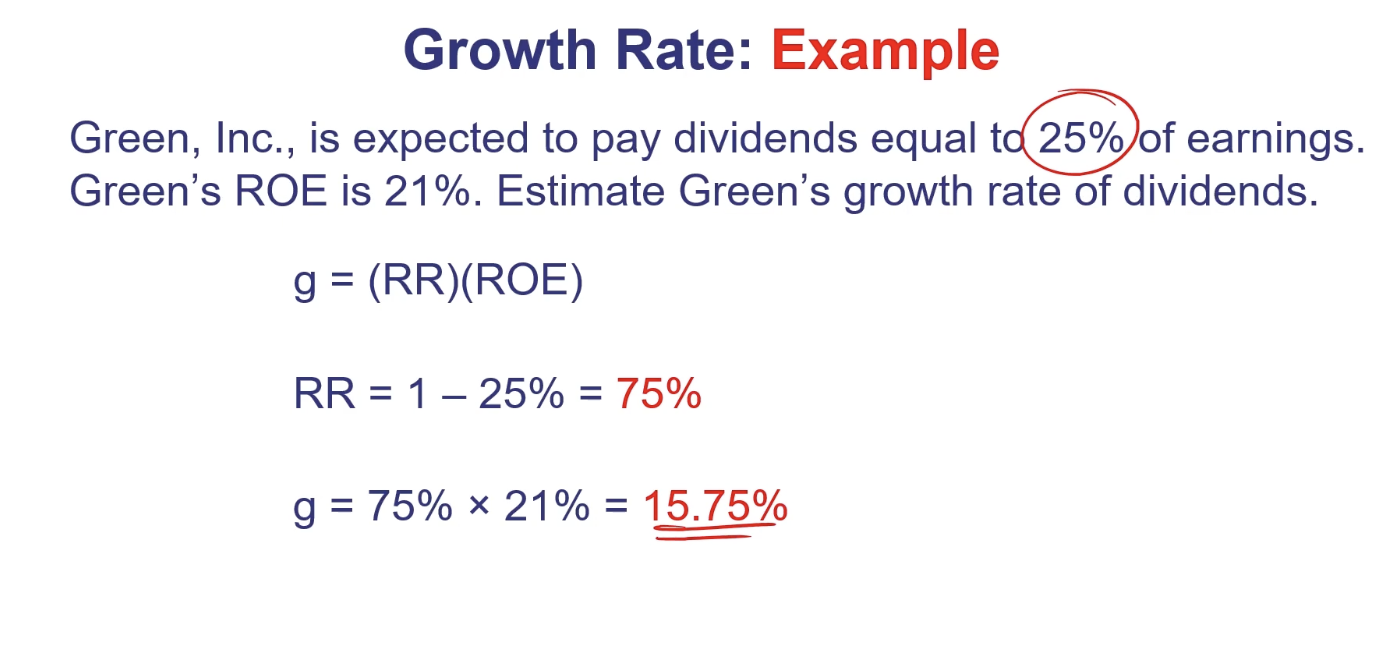 Growth Rate: Example
Green, Inc., is expected to pay dividends equal to 25% of earnings.
Green’s ROE is 21%. Estimate Green’s growth rate of dividends.
g = (RR)(ROE)
RR = 1 – 25% = 75%
g = 75% × 21% = 15.75%